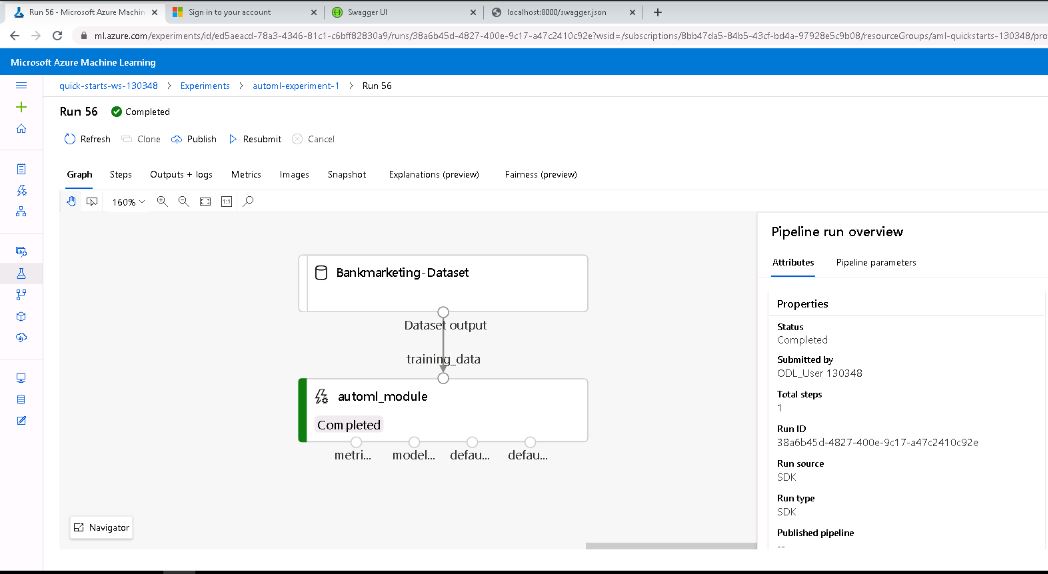 Run 56 - Microsoft Azure Machin
Sign in to your account
Swagger UI
localhost:8000/swagger.json
ml.azure.com/experiments/id/ed5aeacd-78a3-4346-81c1-c6bff82830a9/runs/38a6b45d-4827-400e-9c17-a47c2410c92e?wsid=/subscriptions/8bb47da5-84b5-43cf-bd4a-97928e5c9b08/resourceGroups/aml-quickstarts-130348/pro
Microsoft Azure Machine Learning
quick-starts-ws-130348 > Experiments > automl-experiment-1 > Run 56
Run 56 Completed
Refresh Clone Publish Resubmit Cancel
Graph Steps Outputs + logs Metrics Images Snapshot Explanations (preview) Fairness (preview)
160%
Bankmarketing-Dataset
Dataset output
training_data
automl_module
Completed
metri... model... defau... defau...
Navigator
Pipeline run overview
Attributes Pipeline parameters
Properties
Status
Completed
Submitted by
ODL_User 130348
Total steps
1
Run ID
38a6b45d-4827-400e-9c17-a47c2410c92e
Run source
SDK
Run type
SDK
Published pipeline
--